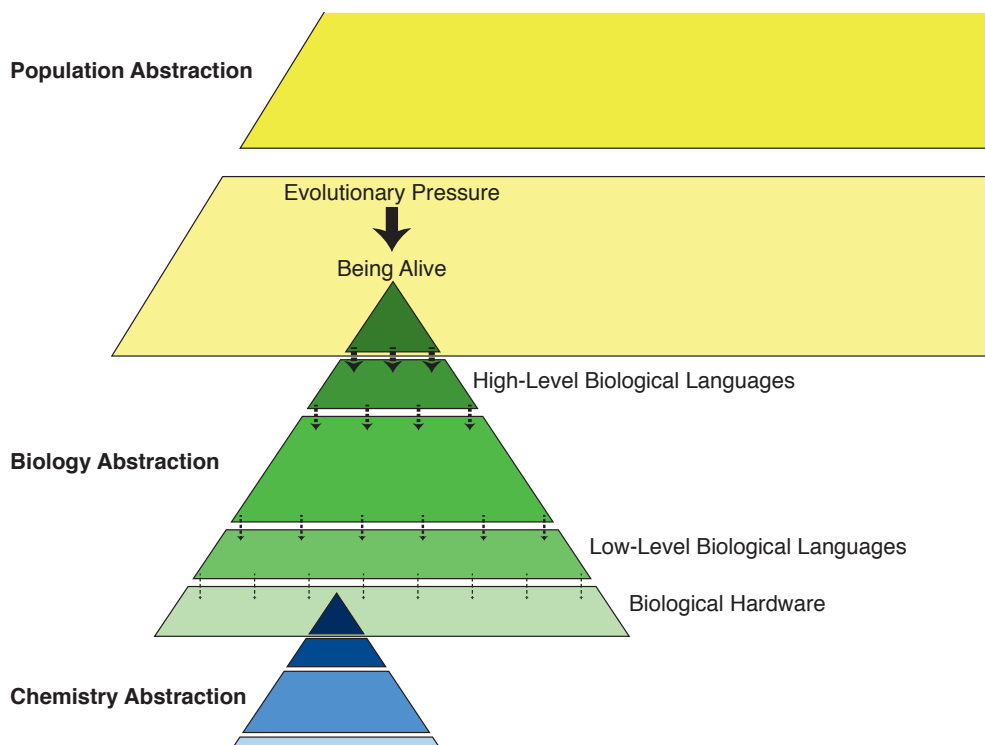 Population Abstraction
Evolutionary Pressure
Being Alive
High-Level Biological Languages
Biology Abstraction
Low-Level Biological Languages
Biological Hardware
Chemistry Abstraction